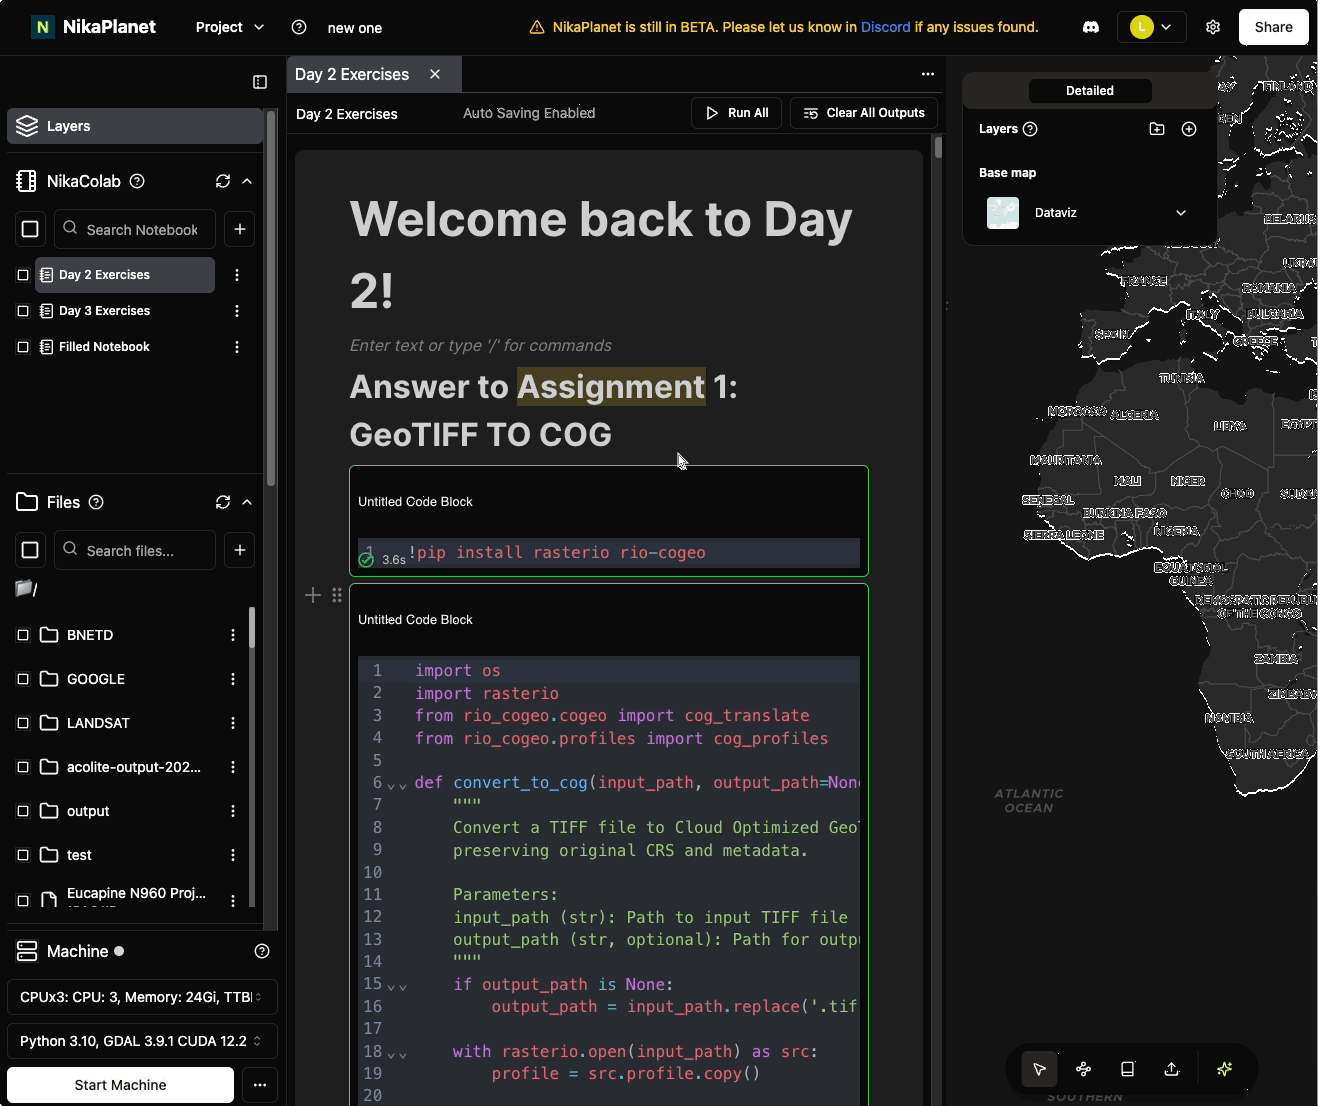 N NikaPlanet
Project
new one
NikaPlanet is still in BETA. Please let us know in Discord if any issues found.
L
Share
Day 2 Exercises
Day 2 Exercises
Auto Saving Enabled
Run All
Clear All Outputs
Layers
NikaColab
Search Notebook
Day 2 Exercises
Day 3 Exercises
Filled Notebook
Files
Search files...
/
BNETD
GOOGLE
LANDSAT
acolite-output-202...
output
test
Eucapine N960 Proj...
Machine
CPUx3: CPU: 3, Memory: 24Gi, TTB
Python 3.10, GDAL 3.9.1 CUDA 12.2
Start Machine
Welcome back to Day
2!
Enter text or type '/' for commands
Answer to Assignment 1:
GeoTIFF TO COG
Untitled Code Block
1 !pip install rasterio rio-cogeo
3.6s
Untitled Code Block
1 import os
2 import rasterio
3 from rio_cogeo.cogeo import cog_translate
4 from rio_cogeo.profiles import cog_profiles
5
6 def convert_to_cog(input_path, output_path=None
7 """
8 Convert a TIFF file to Cloud Optimized Geo
9 preserving original CRS and metadata.
10
11 Parameters:
12 input_path (str): Path to input TIFF file
13 output_path (str, optional): Path for outp
14 """
15 if output_path is None:
16 output_path = input_path.replace('.tif
17
18 with rasterio.open(input_path) as src:
19 profile = src.profile.copy()
20
Detailed
Layers
Base map
Dataviz
FINLAND
BELARUS
FRANCE
ROMANIA
ITALY
BULGARIA
SPAIN
GREECE
TUNISIA
MOROCCO
ALGERIA
LIBYA
EGYPT
MAURITANIA
MALI
NIGER
CHAD
SENEGAL
BURKINA FASO
SIERRA LEONE
NIGERIA
EQUATORIAL
GUINEA
DEMOCRATIC REPUBLI
OF THE CONGO
ZAMBIA
ZIMBAB
NAMIBIA
SOUTH AFRICA
ATLANTIC
OCEAN
SOUTHERN